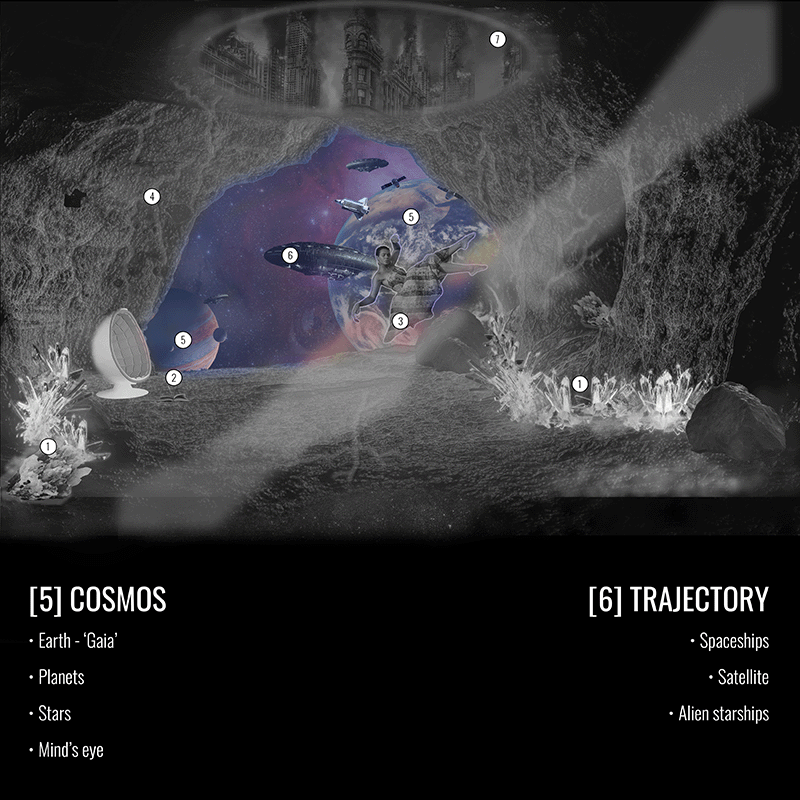 7
4
5
6
3
5
2
1
1
[5] COSMOS
• Earth - ‘Gaia’
• Planets
• Stars
• Mind's eye
[6] TRAJECTORY
• Spaceships
• Satellite
• Alien starships